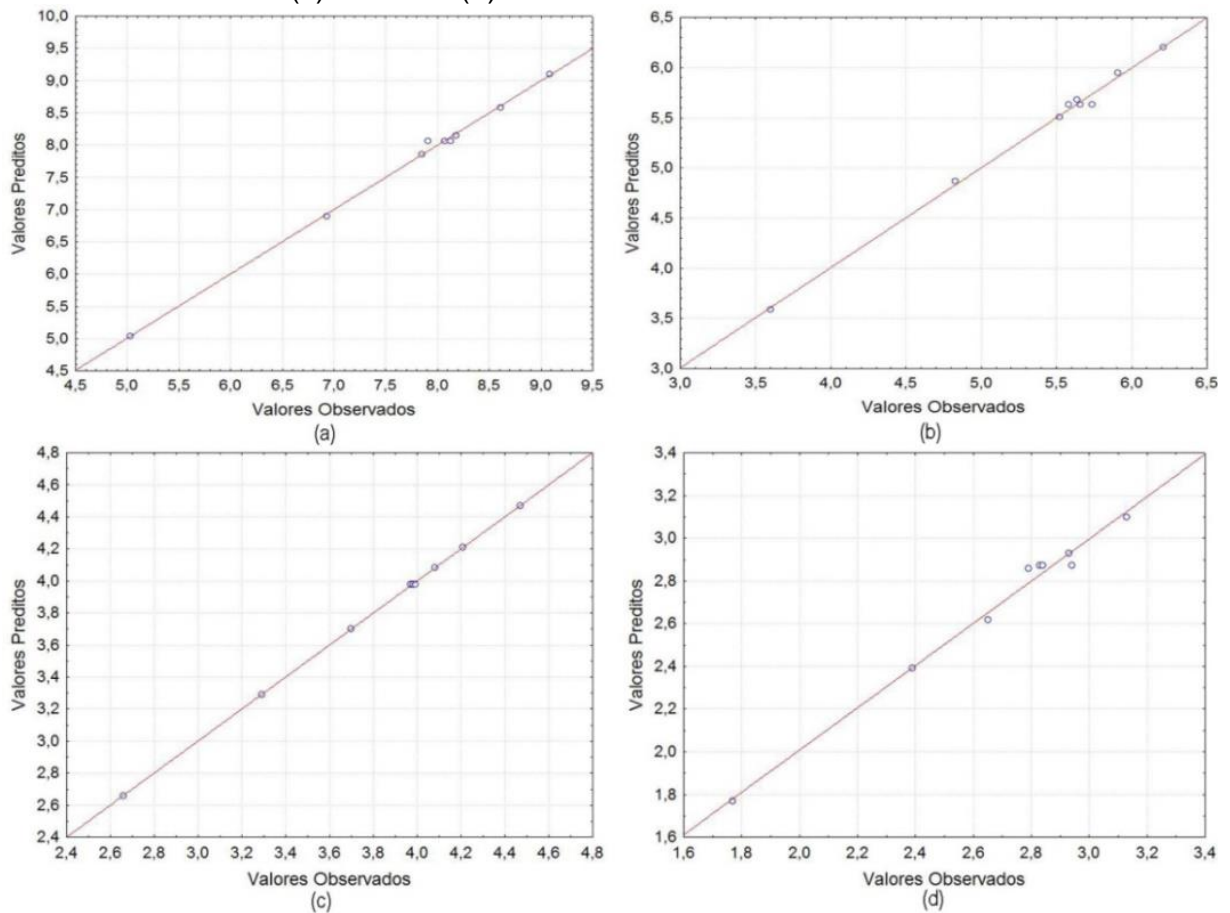 10,0
9,5
9,0
8,5
8,0
7,5
7,0
6,5
6,0
5,5
5,0
4,5
Valores Preditos
4,5 5,0 5,5 6,0 6,5 7,0 7,5 8,0 8,5 9,0 9,5
Valores Observados
(a)
6,5
6,0
5,5
5,0
4,5
4,0
3,5
3,0
Valores Preditos
3,0 3,5 4,0 4,5 5,0 5,5 6,0 6,5
Valores Observados
(b)
4,8
4,6
4,4
4,2
4,0
3,8
3,6
3,4
3,2
3,0
2,8
2,6
2,4
Valores Preditos
2,4 2,6 2,8 3,0 3,2 3,4 3,6 3,8 4,0 4,2 4,4 4,6 4,8
Valores Observados
(c)
3,4
3,2
3,0
2,8
2,6
2,4
2,2
2,0
1,8
1,6
Valores Preditos
1,6 1,8 2,0 2,2 2,4 2,6 2,8 3,0 3,2 3,4
Valores Observados
(d)